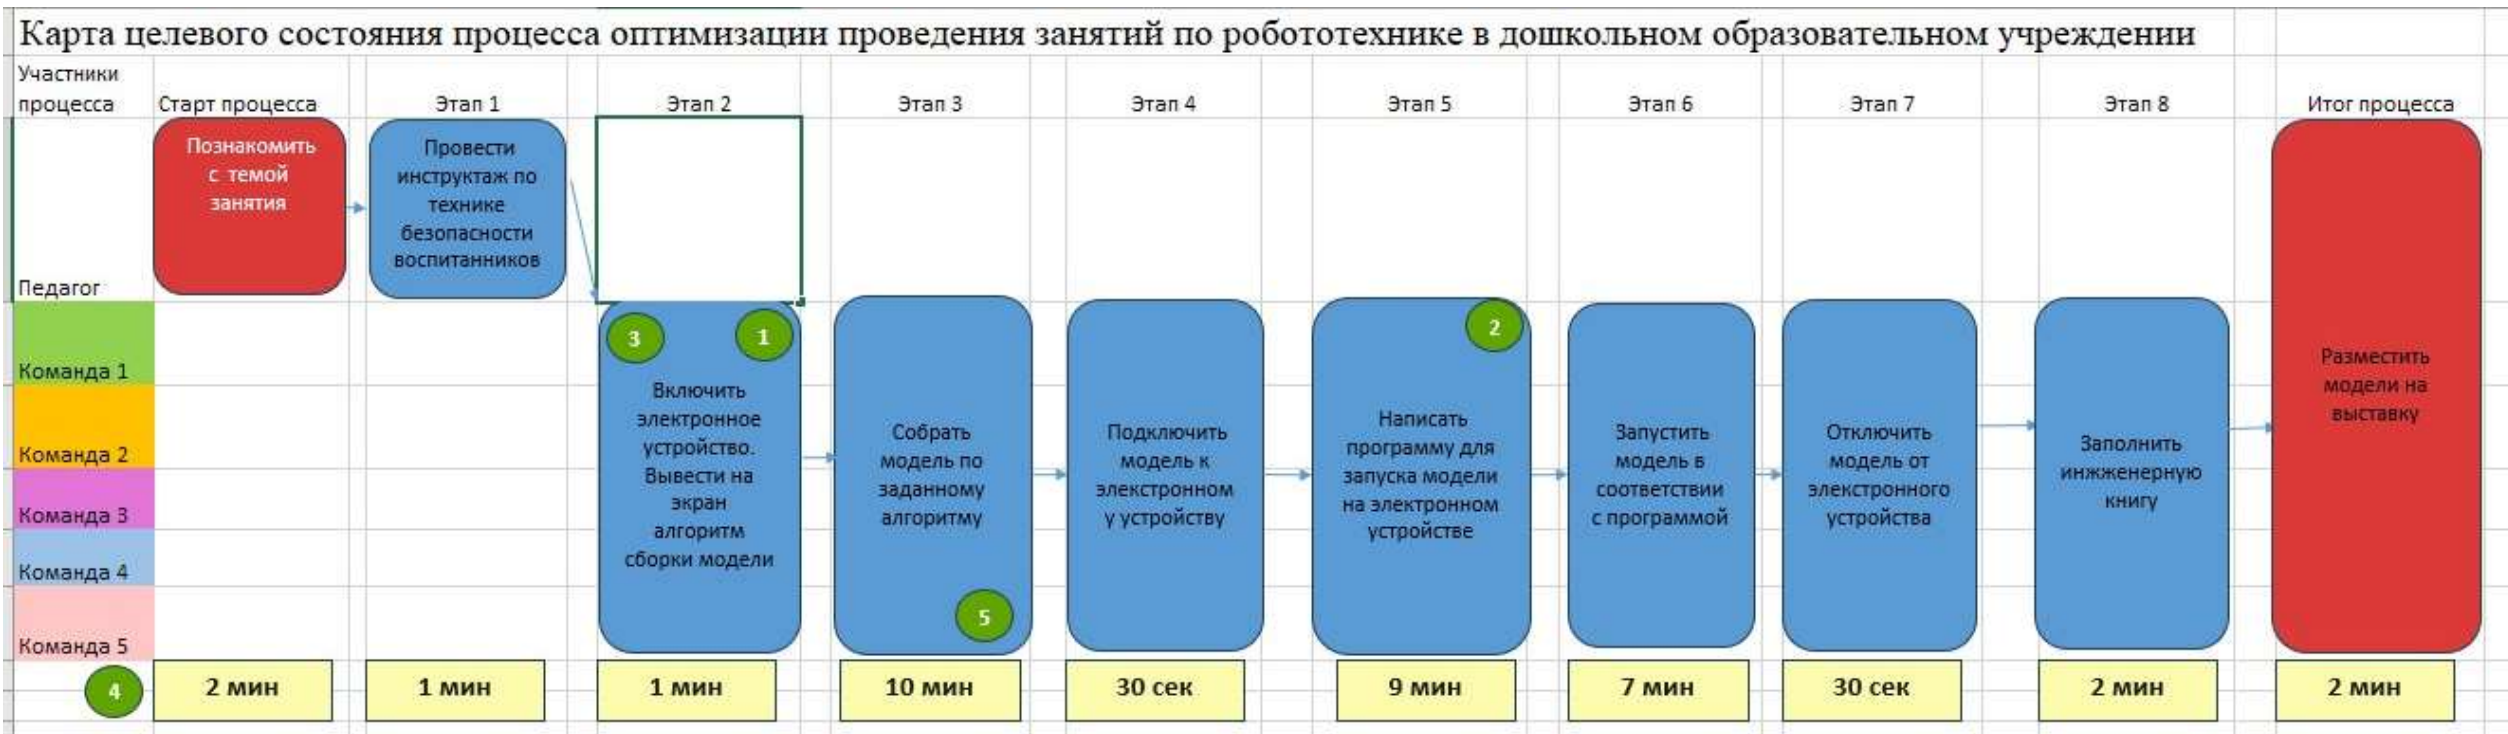 Карта целевого состояния процесса оптимизации проведения занятий по робототехнике в дошкольном образовательном учреждении
Участники
процесса
Старт процесса
Этап 1
Этап 2
Этап 3
Этап 4
Этап 5
Этап 6
Этап 7
Этап 8
Итог процесса
Педагог
Познакомить
с темой
занятия
Провести
инструктаж по
технике
безопасности
воспитанников
Команда 1
Команда 2
Команда 3
Команда 4
Команда 5
3
1
Включить
электронное
устройство.
Вывести на
экран
алгоритм
сборки модели
Собрать
модель по
заданному
алгоритму
5
Подключить
модель к
элекстронном
у устройству
2
Написать
программу для
запуска модели
на электронном
устройстве
Запустить
модель в
соответствии
с программой
Отключить
модель от
элекстронного
устройства
Заполнить
инжженерную
книгу
Разместить
модели на
выставку
4
2 мин
1 мин
1 мин
10 мин
30 сек
9 мин
7 мин
30 сек
2 мин
2 мин